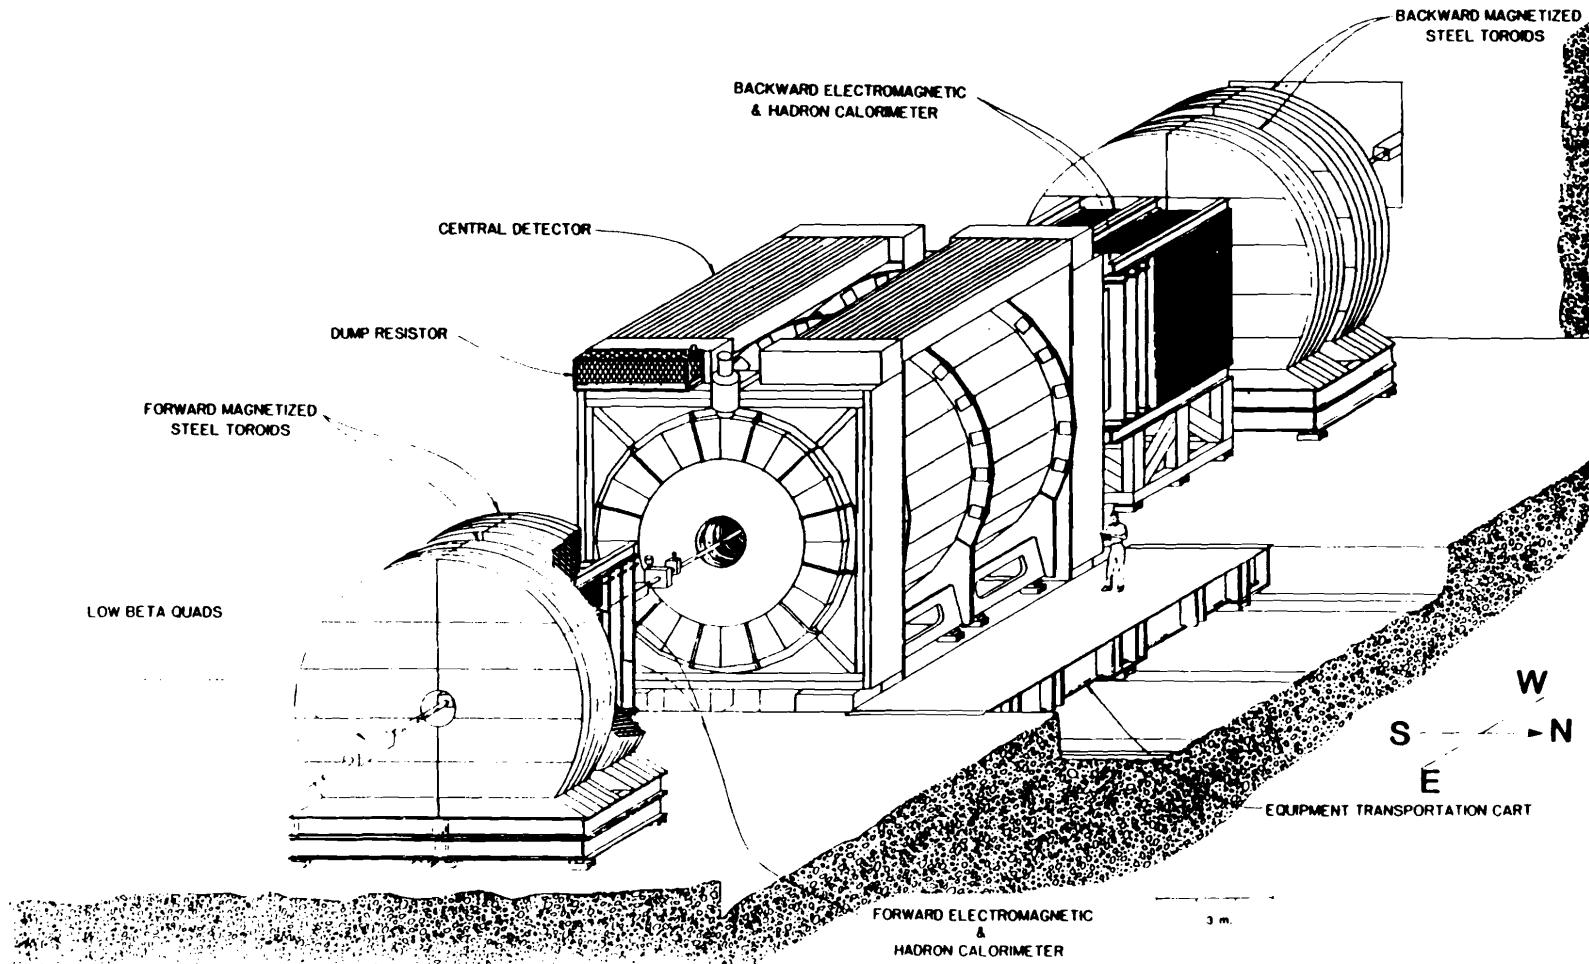 BACKWARD MAGNETIZED
STEEL TOROIDS
BACKWARD ELECTROMAGNETIC
& HADRON CALORIMETER
CENTRAL DETECTOR
DUMP RESISTOR
FORWARD MAGNETIZED
STEEL TOROIDS
LOW BETA QUADS
W
S N
E
EQUIPMENT TRANSPORTATION CART
FORWARD ELECTROMAGNETIC
&
HADRON CALORIMETER
3 m.